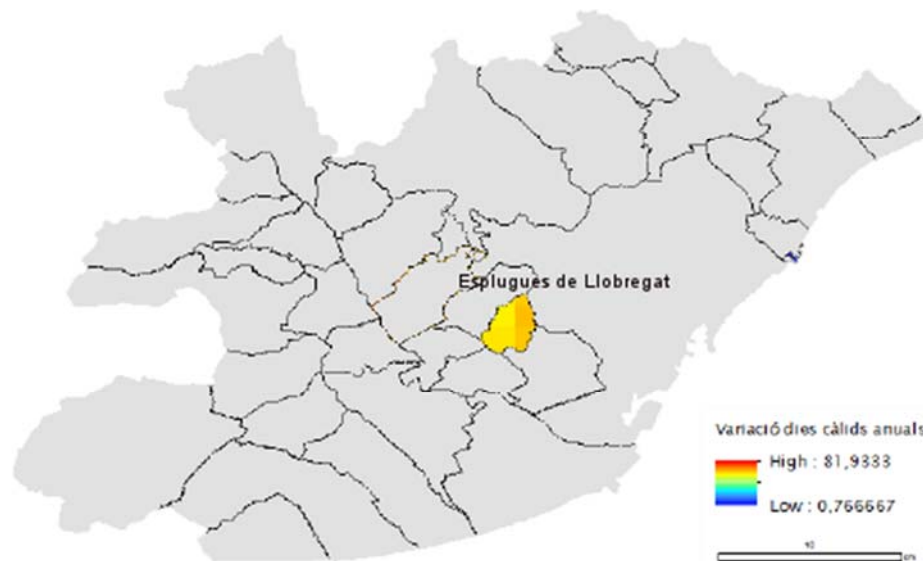 Esplugues de Llobregat
Variació dies càlids anuals
High : 81,9333
Low : 0,766667